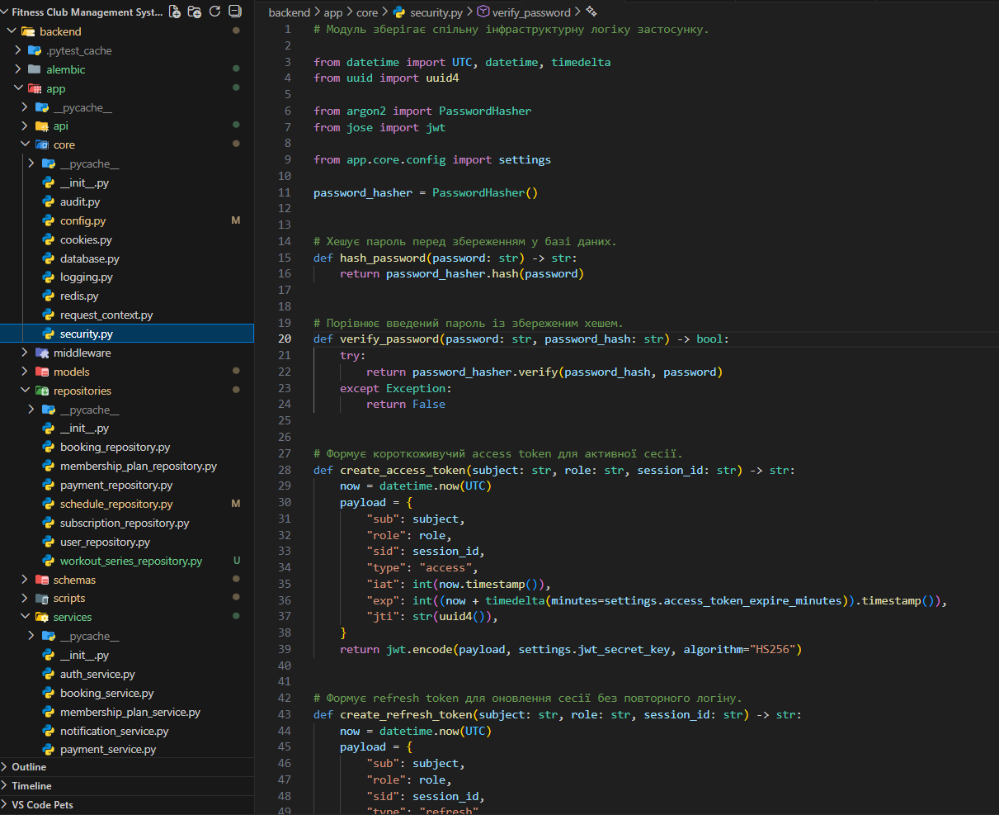 Fitness Club Management Syst...
backend
.pytest_cache
alembic
app
__pycache__
api
core
__pycache__
__init__.py
audit.py
config.py M
cookies.py
database.py
logging.py
redis.py
request_context.py
security.py
middleware
models
repositories
__pycache__
__init__.py
booking_repository.py
membership_plan_repository.py
payment_repository.py
schedule_repository.py M
subscription_repository.py
user_repository.py
workout_series_repository.py U
schemas
scripts
services
__pycache__
__init__.py
auth_service.py
booking_service.py
membership_plan_service.py
notification_service.py
payment_service.py
Outline
Timeline
VS Code Pets
backend > app > core > security.py > verify_password >
1 # Модуль зберігає спільну інфраструктурну логіку застосунку.
2
3 from datetime import UTC, datetime, timedelta
4 from uuid import uuid4
5
6 from argon2 import PasswordHasher
7 from jose import jwt
8
9 from app.core.config import settings
10
11 password_hasher = PasswordHasher()
12
13
14 # Хешує пароль перед збереженням у базі даних.
15 def hash_password(password: str) -> str:
16     return password_hasher.hash(password)
17
18
19 # Порівнює введений пароль із збереженим хешем.
20 def verify_password(password: str, password_hash: str) -> bool:
21     try:
22         return password_hasher.verify(password_hash, password)
23     except Exception:
24         return False
25
26
27 # Формує короткоживучий access token для активної сесії.
28 def create_access_token(subject: str, role: str, session_id: str) -> str:
29     now = datetime.now(UTC)
30     payload = {
31         "sub": subject,
32         "role": role,
33         "sid": session_id,
34         "type": "access",
35         "iat": int(now.timestamp()),
36         "exp": int((now + timedelta(minutes=settings.access_token_expire_minutes)).timestamp()),
37         "jti": str(uuid4()),
38     }
39     return jwt.encode(payload, settings.jwt_secret_key, algorithm="HS256")
40
41
42 # Формує refresh token для оновлення сесії без повторного логіну.
43 def create_refresh_token(subject: str, role: str, session_id: str) -> str:
44     now = datetime.now(UTC)
45     payload = {
46         "sub": subject,
47         "role": role,
48         "sid": session_id,
49         "type": "refresh"